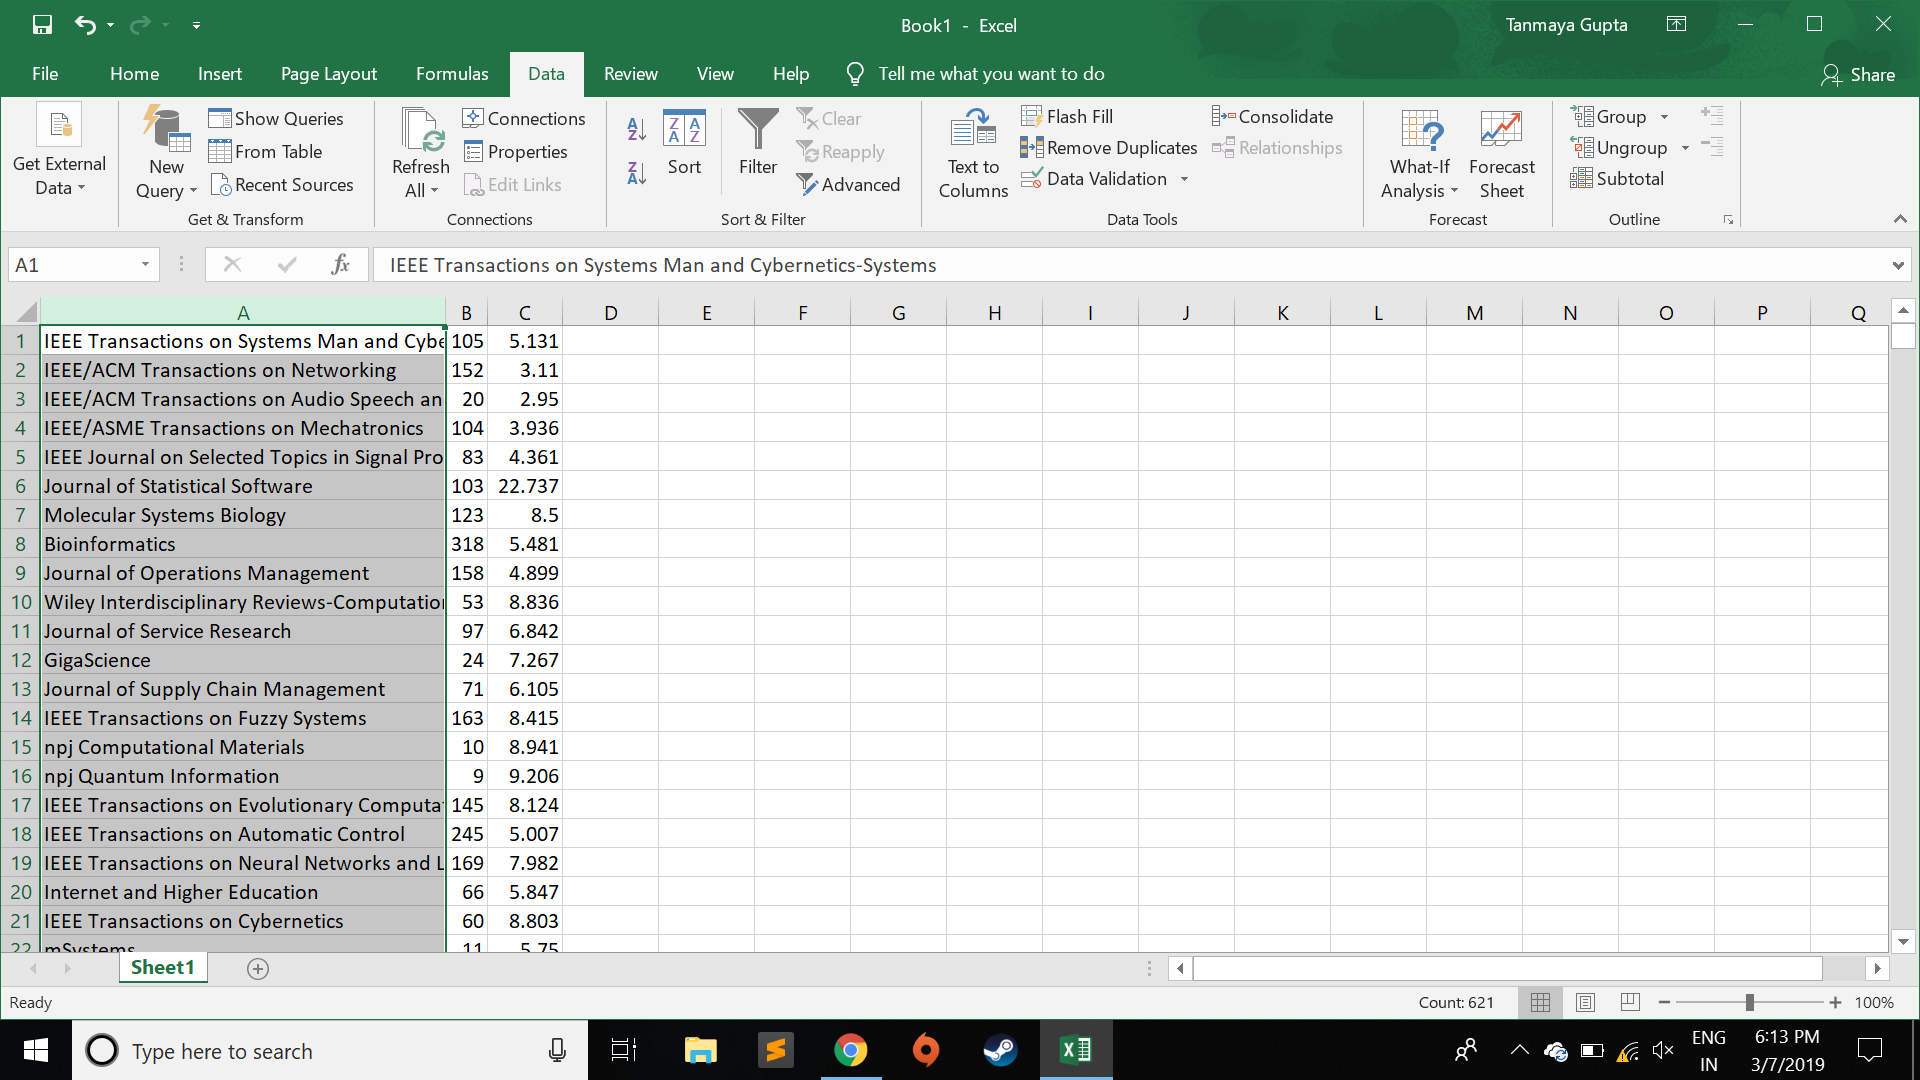 Book1 - Excel
Tanmaya Gupta
File Home Insert Page Layout Formulas Data Review View Help Tell me what you want to do Share
Get External Data
New Query
Show Queries
From Table
Recent Sources
Get & Transform
Refresh All
Connections
Properties
Edit Links
Connections
A Z
Z A
Z A A Z
Sort
Filter
Clear
Reapply
Advanced
Sort & Filter
Text to Columns
Flash Fill
Remove Duplicates
Data Validation
Consolidate
Relationships
Data Tools
What-If Analysis
Forecast Sheet
Forecast
Group
Ungroup
Subtotal
Outline
A1 fx IEEE Transactions on Systems Man and Cybernetics-Systems
A B C D E F G H I J K L M N O P Q
1 IEEE Transactions on Systems Man and Cybe 105 5.131
2 IEEE/ACM Transactions on Networking 152 3.11
3 IEEE/ACM Transactions on Audio Speech an 20 2.95
4 IEEE/ASME Transactions on Mechatronics 104 3.936
5 IEEE Journal on Selected Topics in Signal Pro 83 4.361
6 Journal of Statistical Software 103 22.737
7 Molecular Systems Biology 123 8.5
8 Bioinformatics 318 5.481
9 Journal of Operations Management 158 4.899
10 Wiley Interdisciplinary Reviews-Computation 53 8.836
11 Journal of Service Research 97 6.842
12 GigaScience 24 7.267
13 Journal of Supply Chain Management 71 6.105
14 IEEE Transactions on Fuzzy Systems 163 8.415
15 npj Computational Materials 10 8.941
16 npj Quantum Information 9 9.206
17 IEEE Transactions on Evolutionary Computat 145 8.124
18 IEEE Transactions on Automatic Control 245 5.007
19 IEEE Transactions on Neural Networks and L 169 7.982
20 Internet and Higher Education 66 5.847
21 IEEE Transactions on Cybernetics 60 8.803
22 mSystems 11 5.75
Sheet1
Ready
Count: 621
100%
Type here to search
ENG
IN
6:13 PM
3/7/2019